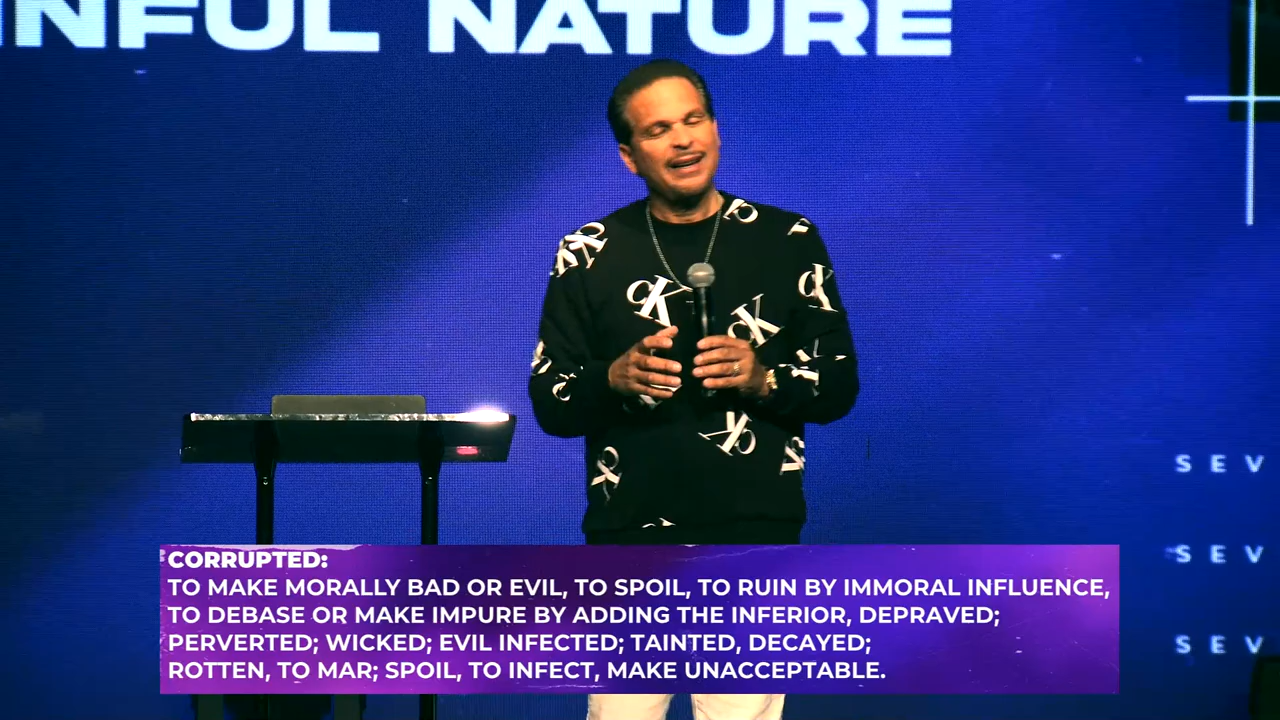 NFUL NATURE
CK
SEV
SEV
SEV
CORRUPTED:
TO MAKE MORALLY BAD OR EVIL, TO SPOIL, TO RUIN BY IMMORAL INFLUENCE,
TO DEBASE OR MAKE IMPURE BY ADDING THE INFERIOR, DEPRAVED;
PERVERTED; WICKED; EVIL INFECTED; TAINTED, DECAYED;
ROTTEN, TO MAR; SPOIL, TO INFECT, MAKE UNACCEPTABLE.